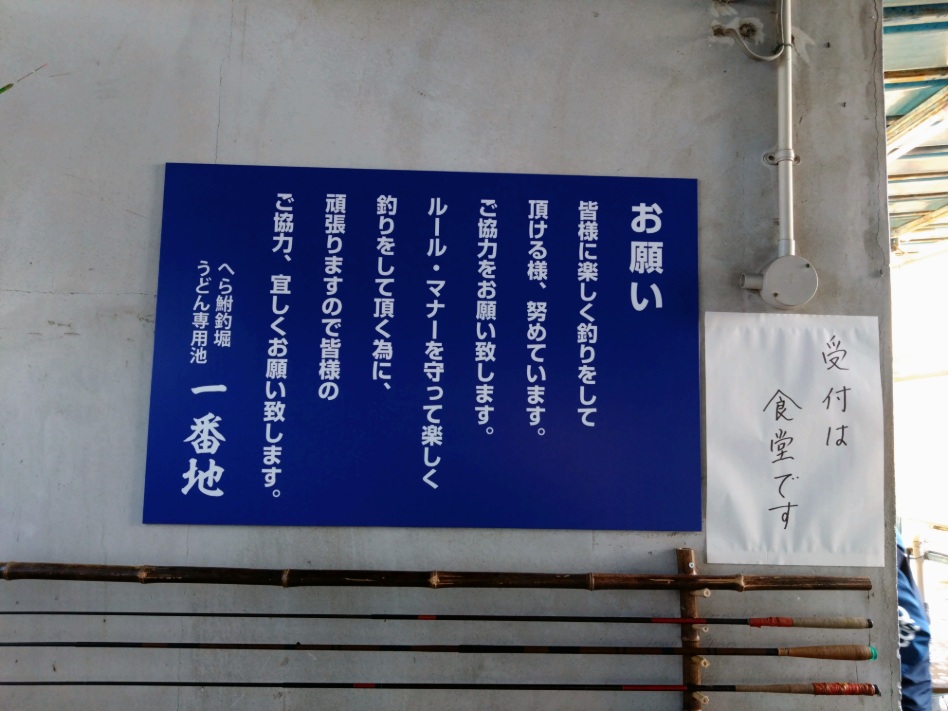 お願い
皆様に楽しく釣りをして
頂ける様、努めています。
ご協力をお願い致します。
ルール・マナーを守って楽しく
釣りをして頂く為に、
頑張りますので皆様の
ご協力、宜しくお願い致します。
へら鮒釣堀
うどん専用池
一番地
受付は
食堂です